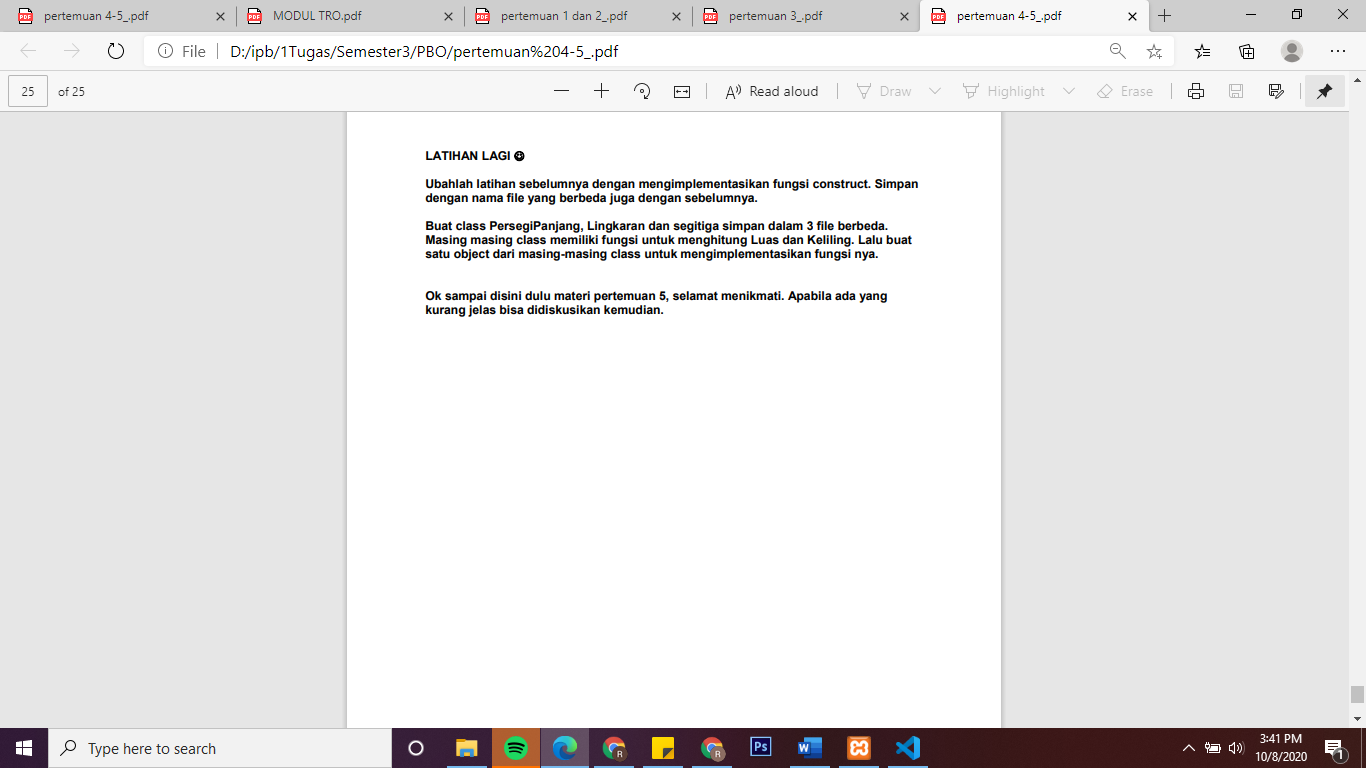 pertemuan 4-5_.pdf
MODUL TRO.pdf
pertemuan 1 dan 2_.pdf
pertemuan 3_.pdf
pertemuan 4-5_.pdf
File
D:/ipb/1Tugas/Semester3/PBO/pertemuan%204-5_.pdf
25 of 25
Read aloud
Draw
Highlight
Erase
LATIHAN LAGI
Ubahlah latihan sebelumnya dengan mengimplementasikan fungsi construct. Simpan
dengan nama file yang berbeda juga dengan sebelumnya.
Buat class PersegiPanjang, Lingkaran dan segitiga simpan dalam 3 file berbeda.
Masing masing class memiliki fungsi untuk menghitung Luas dan Keliling. Lalu buat
satu object dari masing-masing class untuk mengimplementasikan fungsi nya.
Ok sampai disini dulu materi pertemuan 5, selamat menikmati. Apabila ada yang
kurang jelas bisa didiskusikan kemudian.
Type here to search
R
R
Ps
W
3:41 PM
10/8/2020
1